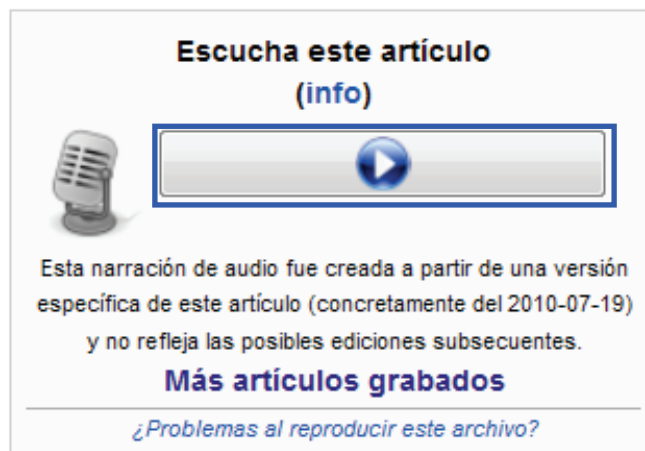 Escucha este artículo
(info)
Esta narración de audio fue creada a partir de una versión
específica de este artículo (concretamente del 2010-07-19)
y no refleja las posibles ediciones subsecuentes.
Más artículos grabados
¿Problemas al reproducir este archivo?